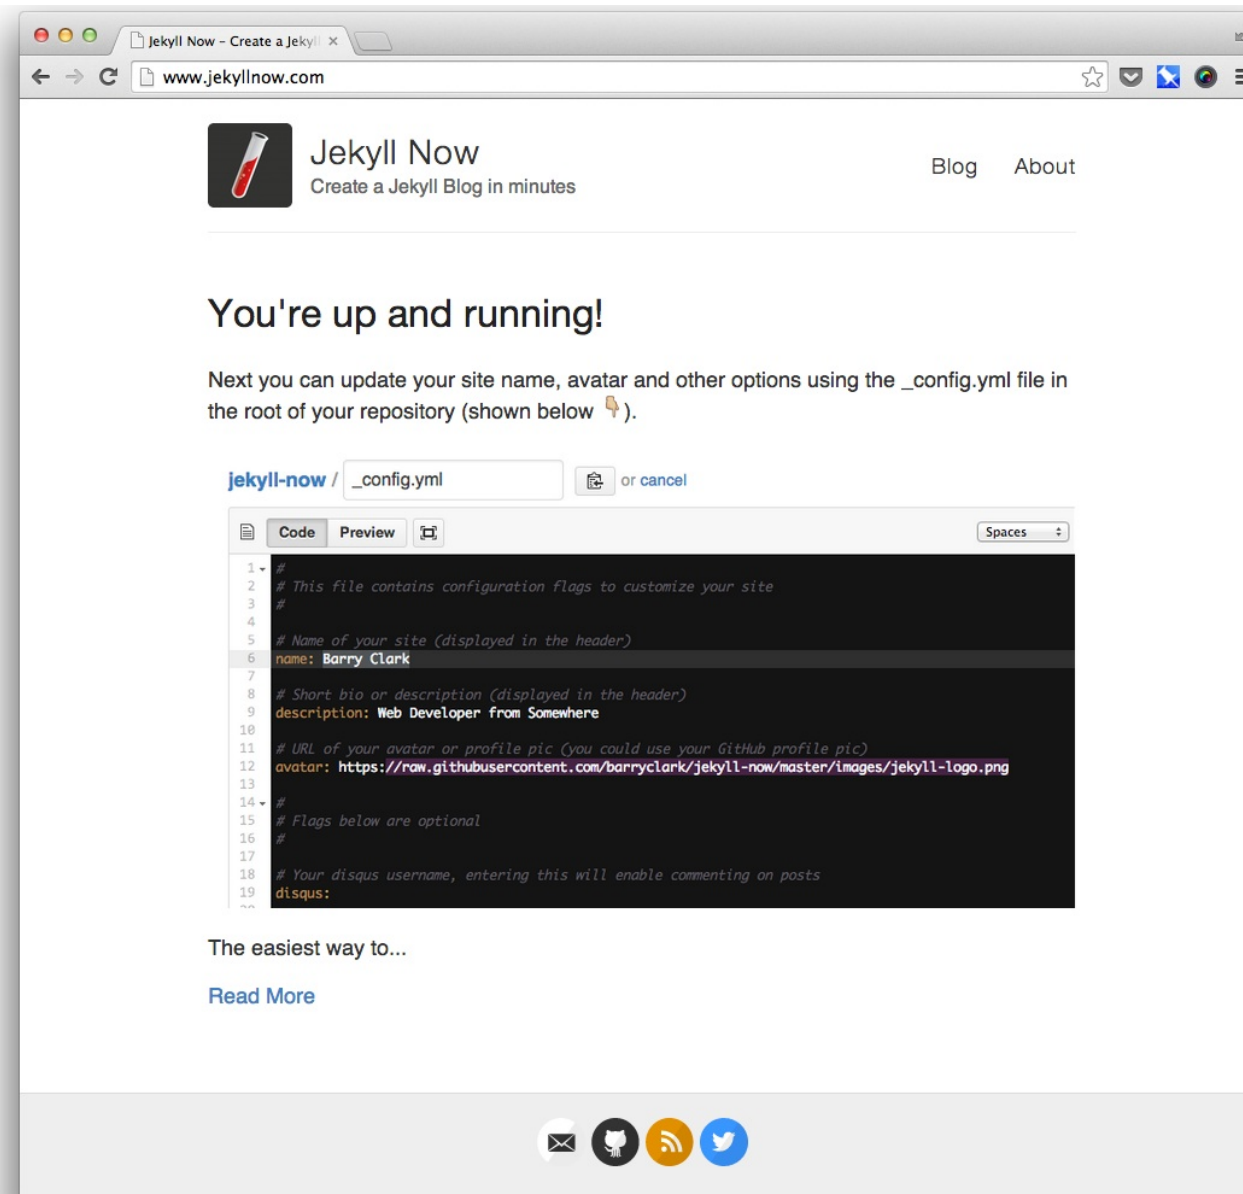 Jekyll Now – Create a Jekyl
www.jekyllnow.com
Jekyll Now
Create a Jekyll Blog in minutes
Blog About
You're up and running!
Next you can update your site name, avatar and other options using the _config.yml file in
the root of your repository (shown below 👇).
jekyll-now / _config.yml or cancel
Code Preview Spaces
1 #
2 # This file contains configuration flags to customize your site
3 #
4
5 # Name of your site (displayed in the header)
6 name: Barry Clark
7
8 # Short bio or description (displayed in the header)
9 description: Web Developer from Somewhere
10
11 # URL of your avatar or profile pic (you could use your GitHub profile pic)
12 avatar: https://raw.githubusercontent.com/barryclark/jekyll-now/master/images/jekyll-logo.png
13
14 #
15 # Flags below are optional
16 #
17
18 # Your disqus username, entering this will enable commenting on posts
19 disqus:
The easiest way to...
Read More